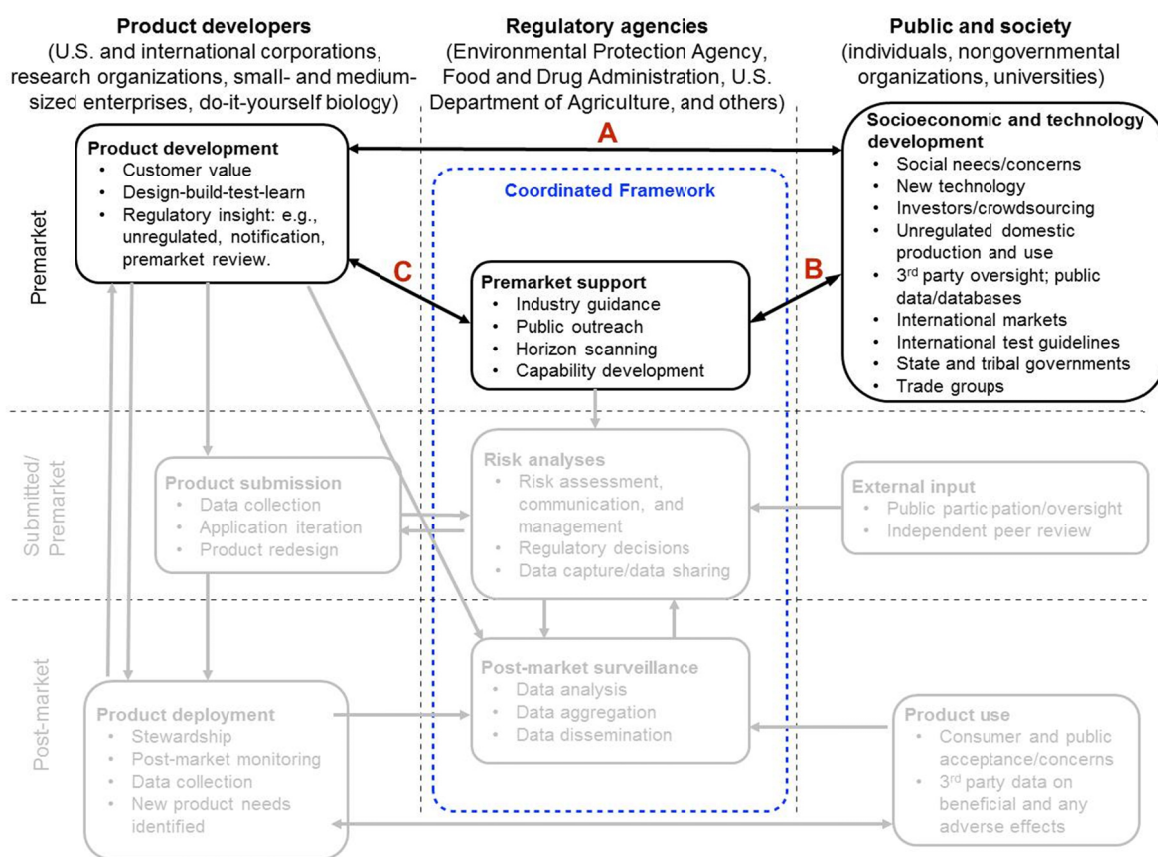 Product developers
(U.S. and international corporations,
research organizations, small- and medium-
sized enterprises, do-it-yourself biology)
Regulatory agencies
(Environmental Protection Agency,
Food and Drug Administration, U.S.
Department of Agriculture, and others)
Public and society
(individuals, nongovernmental
organizations, universities)
Premarket
Product development
• Customer value
• Design-build-test-learn
• Regulatory insight: e.g.,
unregulated, notification,
premarket review.
A
Coordinated Framework
C
B
Premarket support
• Industry guidance
• Public outreach
• Horizon scanning
• Capability development
Socioeconomic and technology
development
• Social needs/concerns
• New technology
• Investors/crowdsourcing
• Unregulated domestic
production and use
• 3rd party oversight; public
data/databases
• International markets
• International test guidelines
• State and tribal governments
• Trade groups
Submitted/
Premarket
Product submission
• Data collection
• Application iteration
• Product redesign
Risk analyses
• Risk assessment,
communication, and
management
• Regulatory decisions
• Data capture/data sharing
External input
• Public participation/oversight
• Independent peer review
Post-market
Product deployment
• Stewardship
• Post-market monitoring
• Data collection
• New product needs
identified
Post-market surveillance
• Data analysis
• Data aggregation
• Data dissemination
Product use
• Consumer and public
acceptance/concerns
• 3rd party data on
beneficial and any
adverse effects